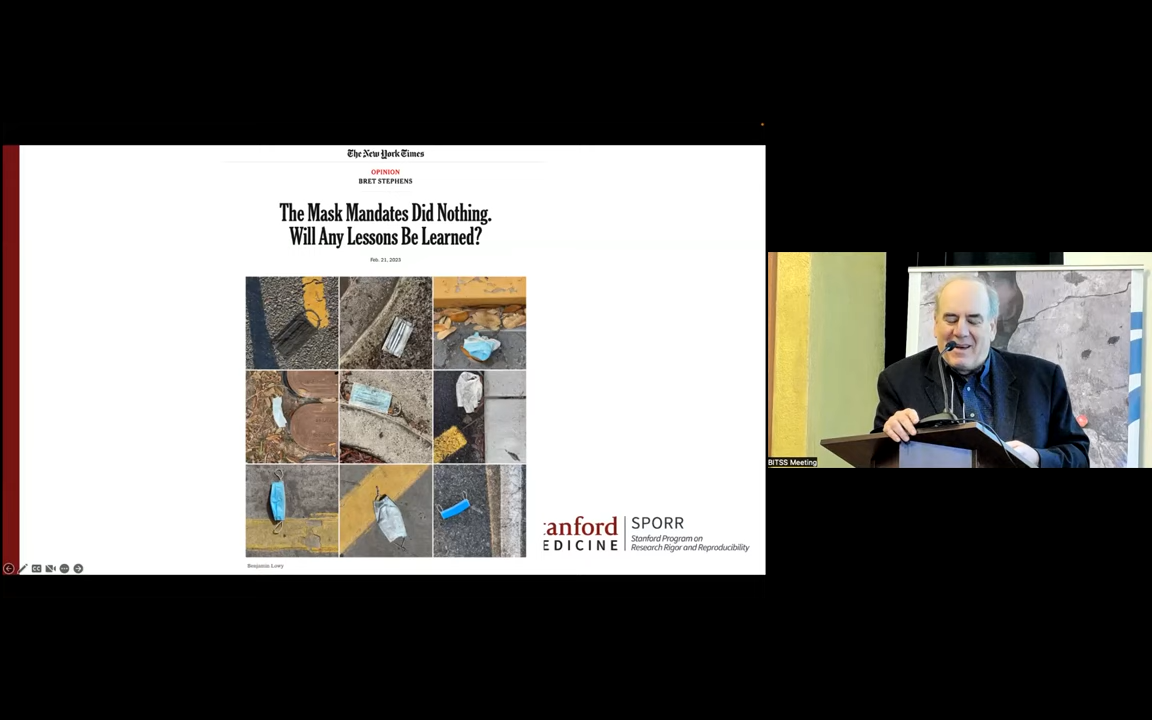 The New York Times
OPINION
BRET STEPHENS
The Mask Mandates Did Nothing.
Will Any Lessons Be Learned?
Feb. 21, 2023
Benjamin Lowy
anford
EDICINE
SPORR
Stanford Program on
Research Rigor and Reproducibility
BITSS Meeting